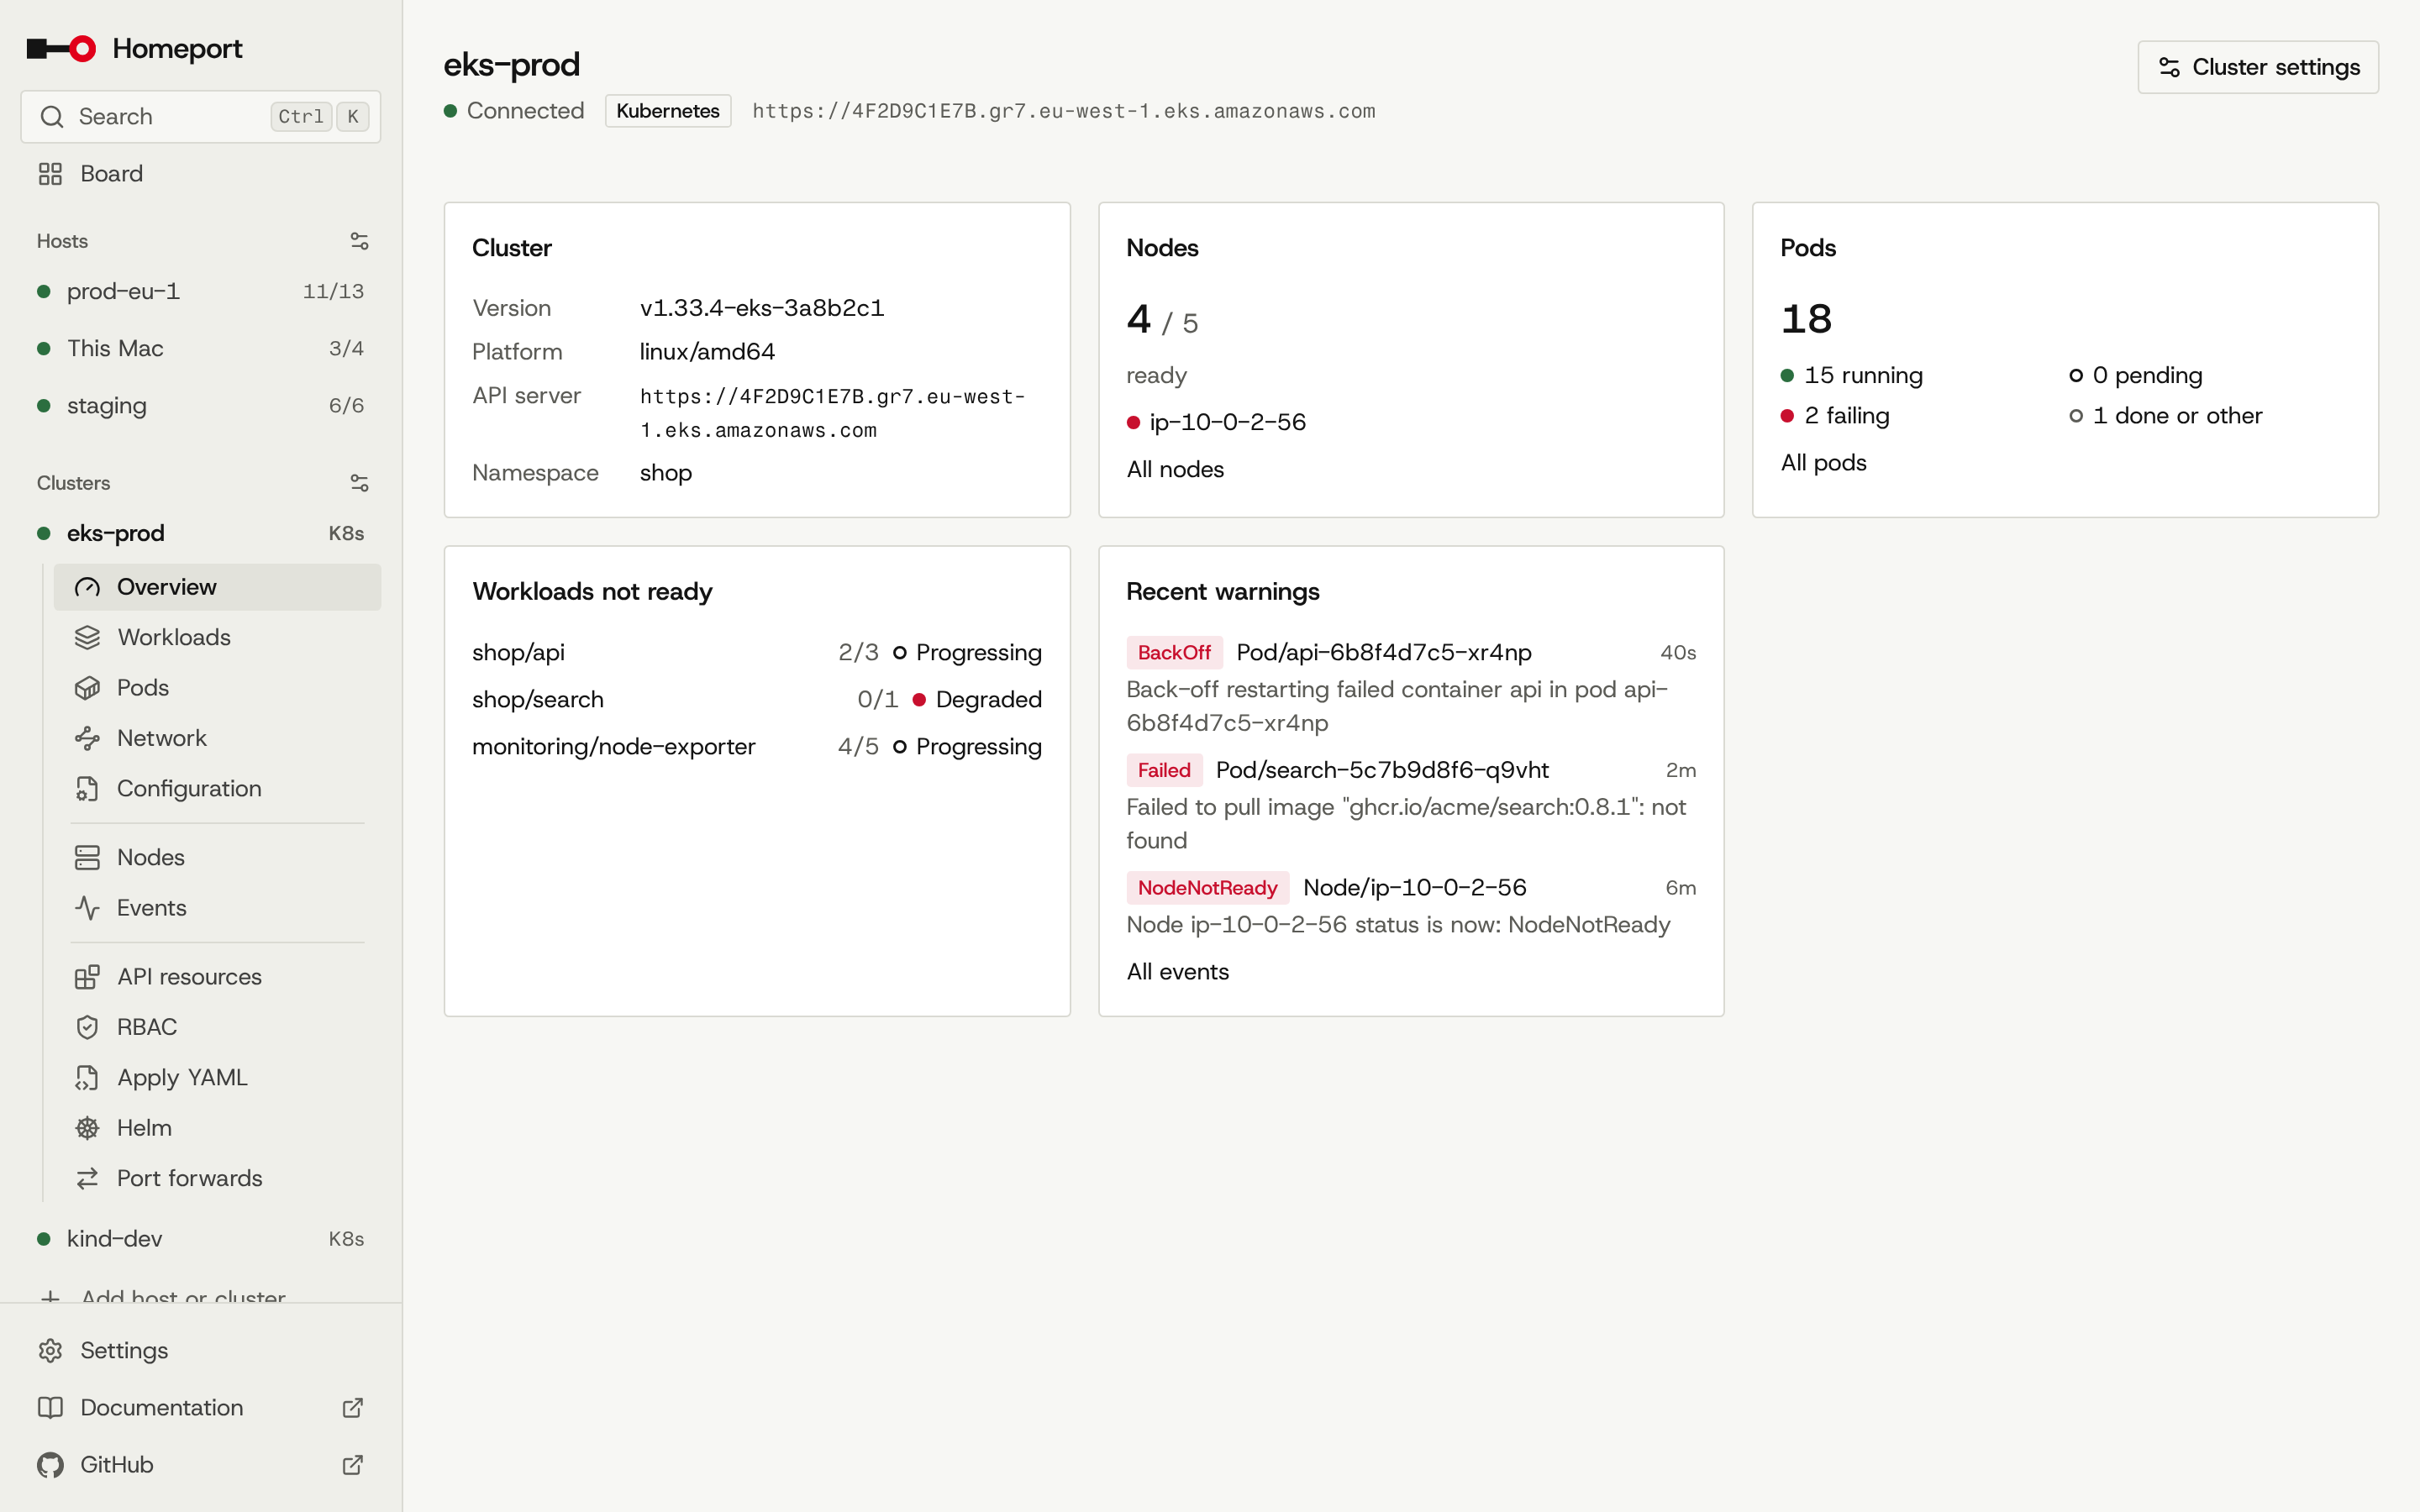 Homeport
Search Ctrl K
Board
Hosts
prod-eu-1 11/13
This Mac 3/4
staging 6/6
Clusters
eks-prod K8s
Overview
Workloads
Pods
Network
Configuration
Nodes
Events
API resources
RBAC
Apply YAML
Helm
Port forwards
kind-dev K8s
Add host or cluster
Settings
Documentation
GitHub
eks-prod
Connected Kubernetes https://4F2D9C1E7B.gr7.eu-west-1.eks.amazonaws.com
Cluster settings
Cluster
Version v1.33.4-eks-3a8b2c1
Platform linux/amd64
API server https://4F2D9C1E7B.gr7.eu-west-
1.eks.amazonaws.com
Namespace shop
Nodes
4 / 5
ready
ip-10-0-2-56
All nodes
Pods
18
15 running 0 pending
2 failing 1 done or other
All pods
Workloads not ready
shop/api 2/3 Progressing
shop/search 0/1 Degraded
monitoring/node-exporter 4/5 Progressing
Recent warnings
BackOff Pod/api-6b8f4d7c5-xr4np 40s
Back-off restarting failed container api in pod api-
6b8f4d7c5-xr4np
Failed Pod/search-5c7b9d8f6-q9vht 2m
Failed to pull image "ghcr.io/acme/search:0.8.1": not
found
NodeNotReady Node/ip-10-0-2-56 6m
Node ip-10-0-2-56 status is now: NodeNotReady
All events